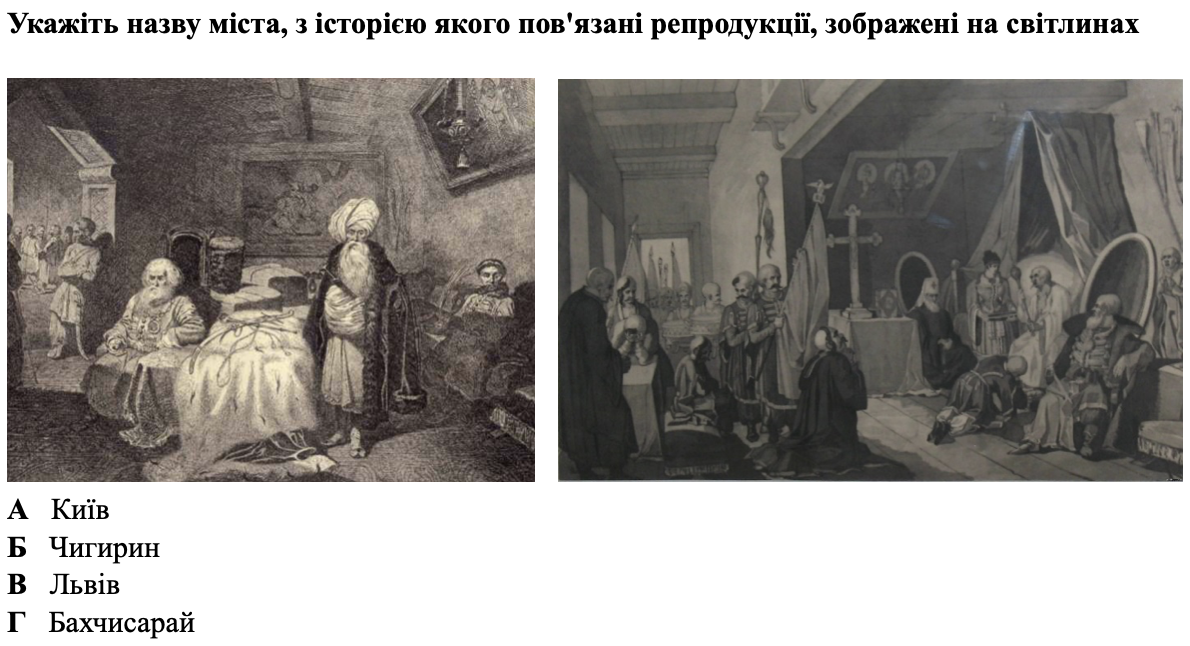 Укажіть назву міста, з історією якого пов'язані репродукції, зображені на світлинах
А Київ
Б Чигирин
В Львів
Г Бахчисарай